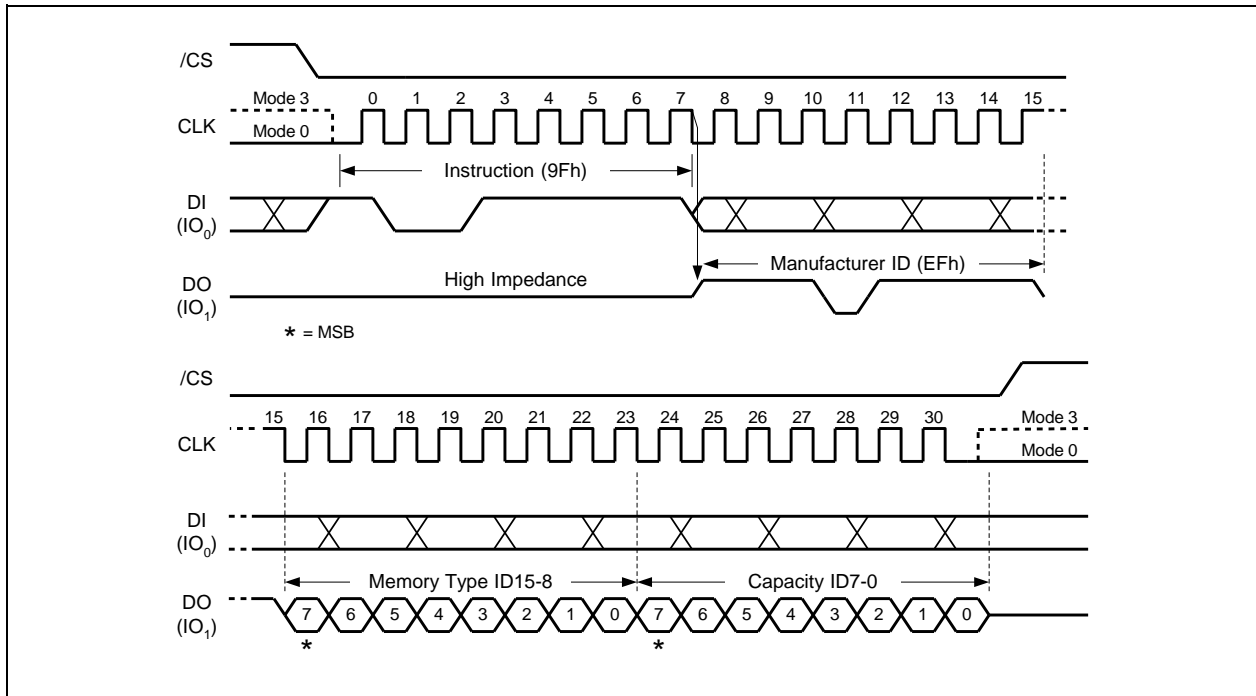 /CS
Mode 3 0 1 2 3 4 5 6 7 8 9 10 11 12 13 14 15
CLK
Mode 0
Instruction (9Fh)
DI
(IO0)
Manufacturer ID (EFh)
DO High Impedance
(IO1)
* = MSB
/CS
15 16 17 18 19 20 21 22 23 24 25 26 27 28 29 30 Mode 3
CLK
Mode 0
DI
(IO0)
Memory Type ID15-8 Capacity ID7-0
DO 7 6 5 4 3 2 1 0 7 6 5 4 3 2 1 0
(IO1)
* *